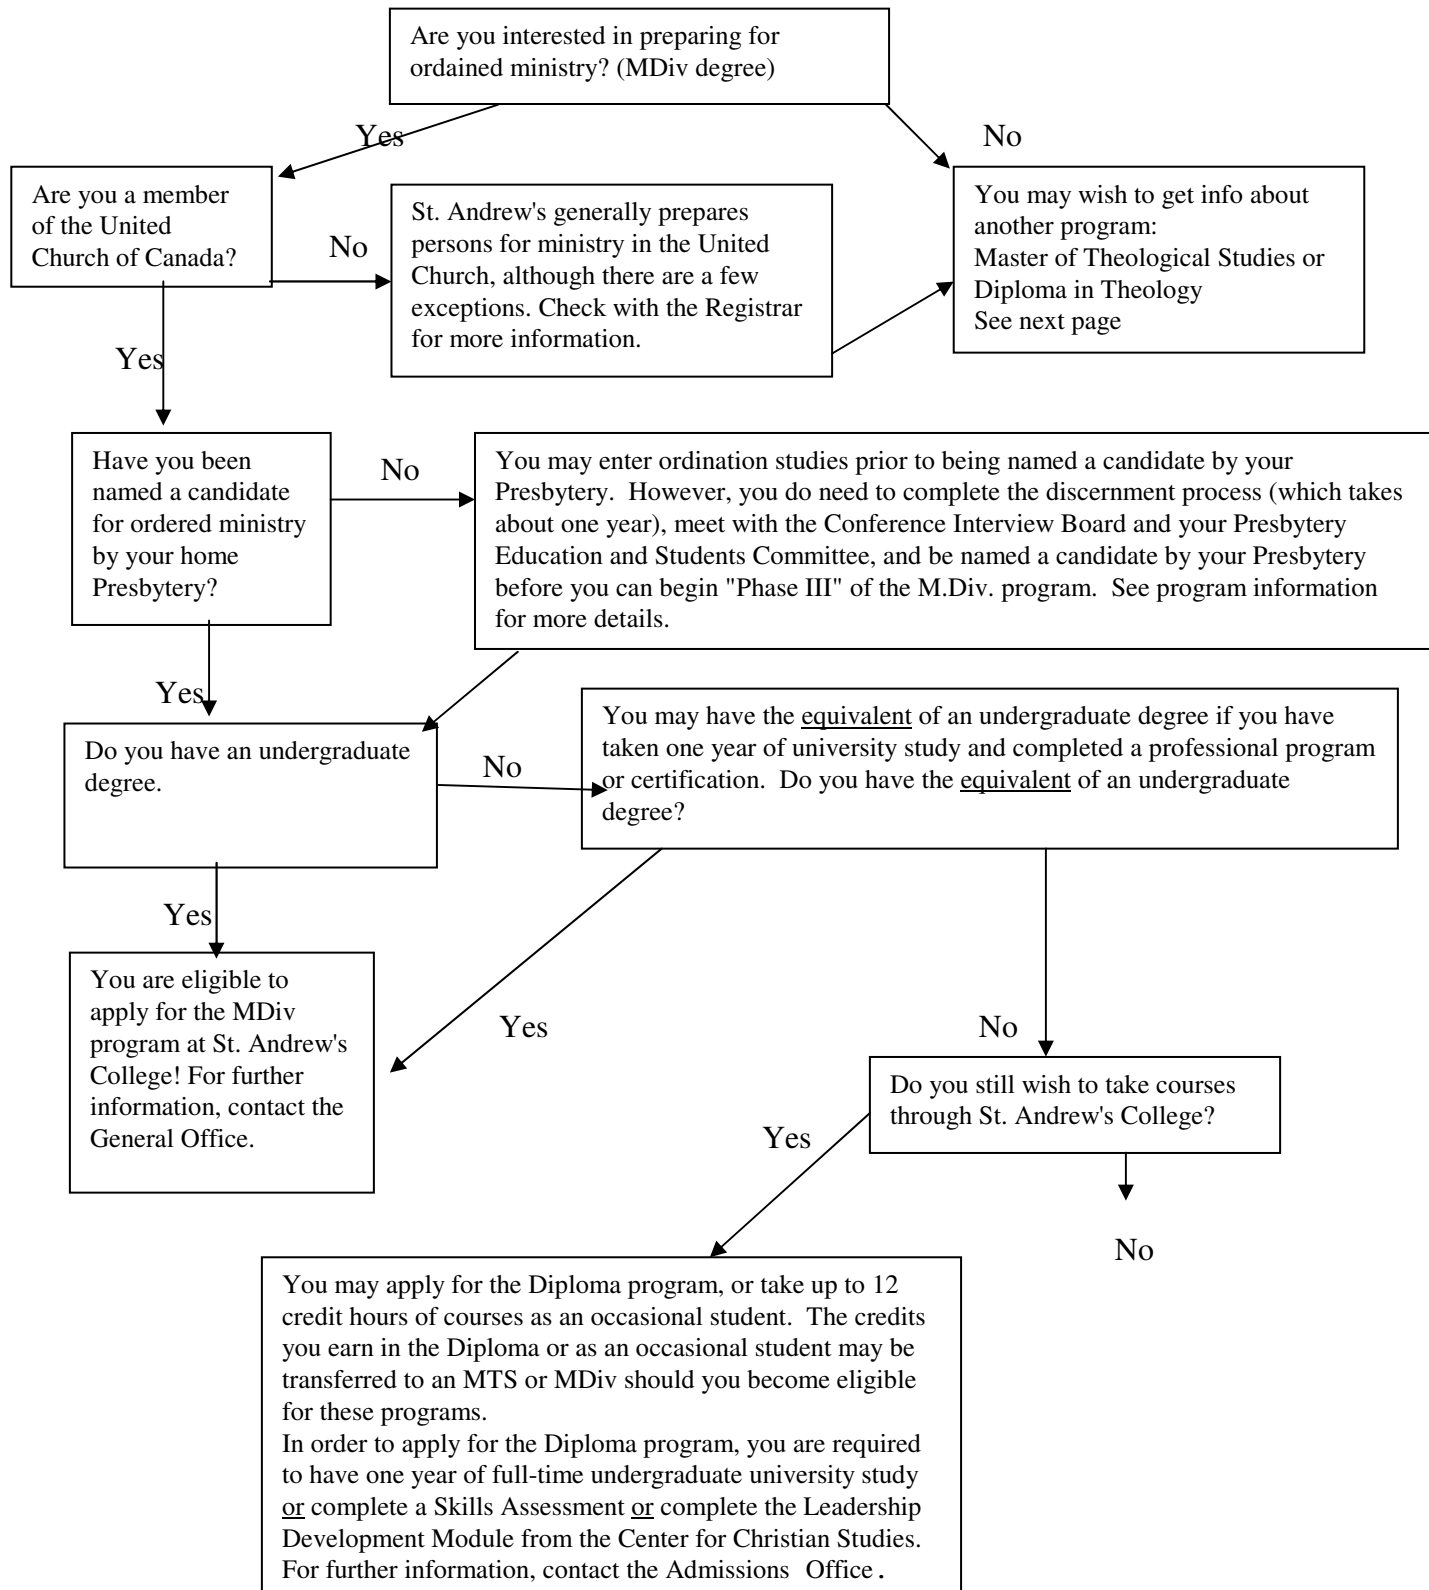 Are you interested in preparing for
ordained ministry? (MDiv degree)
Yes
No
Are you a member
of the United
Church of Canada?
No
St. Andrew's generally prepares
persons for ministry in the United
Church, although there are a few
exceptions. Check with the Registrar
for more information.
You may wish to get info about
another program:
Master of Theological Studies or
Diploma in Theology
See next page
Yes
Have you been
named a candidate
for ordered ministry
by your home
Presbytery?
No
You may enter ordination studies prior to being named a candidate by your
Presbytery.  However, you do need to complete the discernment process (which takes
about one year), meet with the Conference Interview Board and your Presbytery
Education and Students Committee, and be named a candidate by your Presbytery
before you can begin "Phase III" of the M.Div. program.  See program information
for more details.
Yes
Do you have an undergraduate
degree.
No
You may have the equivalent of an undergraduate degree if you have
taken one year of university study and completed a professional program
or certification.  Do you have the equivalent of an undergraduate
degree?
Yes
You are eligible to
apply for the MDiv
program at St. Andrew's
College! For further
information, contact the
General Office.
Yes
No
Do you still wish to take courses
through St. Andrew's College?
Yes
No
You may apply for the Diploma program, or take up to 12
credit hours of courses as an occasional student.  The credits
you earn in the Diploma or as an occasional student may be
transferred to an MTS or MDiv should you become eligible
for these programs.
In order to apply for the Diploma program, you are required
to have one year of full-time undergraduate university study
or complete a Skills Assessment or complete the Leadership
Development Module from the Center for Christian Studies.
For further information, contact the Admissions  Office.